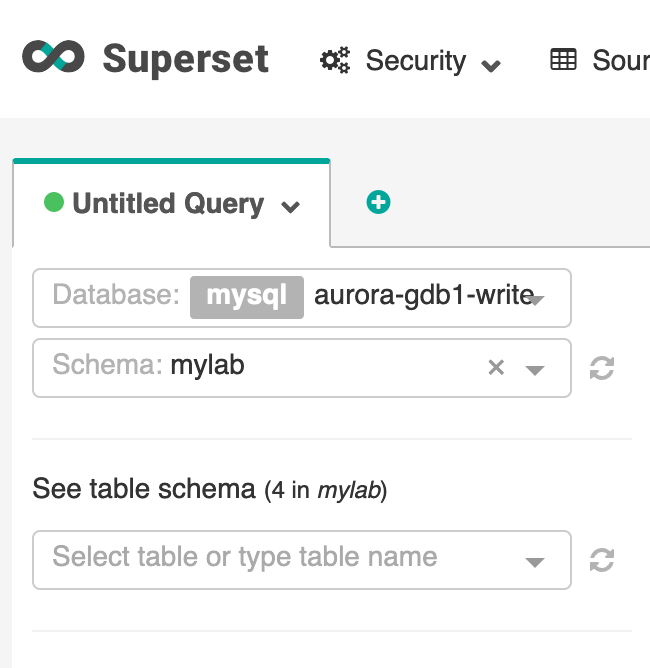 Superset Security Sour
Untitled Query
Database: mysql aurora-gdb1-write
Schema: mylab
See table schema (4 in mylab)
Select table or type table name